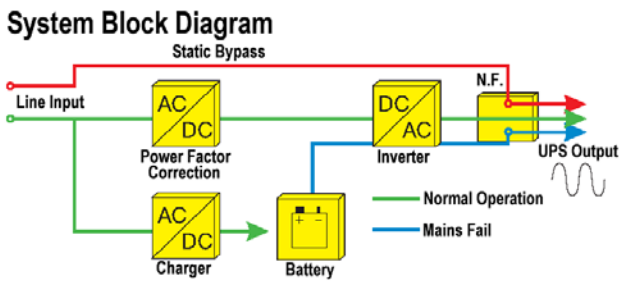 System Block Diagram
Static Bypass
N.F.
Line Input
AC
DC
DC
AC
Power Factor
Correction
Inverter
UPS Output
AC
DC
+ −
Normal Operation
Mains Fail
Charger
Battery